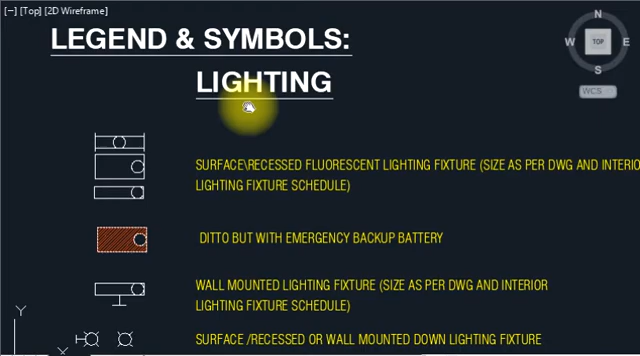 [−] [Top] [2D Wireframe]
LEGEND & SYMBOLS:
LIGHTING
N
W TOP E
S
WCS
SURFACE\RECESSED FLUORESCENT LIGHTING FIXTURE (SIZE AS PER DWG AND INTERIO
LIGHTING FIXTURE SCHEDULE)
DITTO BUT WITH EMERGENCY BACKUP BATTERY
WALL MOUNTED LIGHTING FIXTURE (SIZE AS PER DWG AND INTERIOR
LIGHTING FIXTURE SCHEDULE)
Y
SURFACE /RECESSED OR WALL MOUNTED DOWN LIGHTING FIXTURE
X